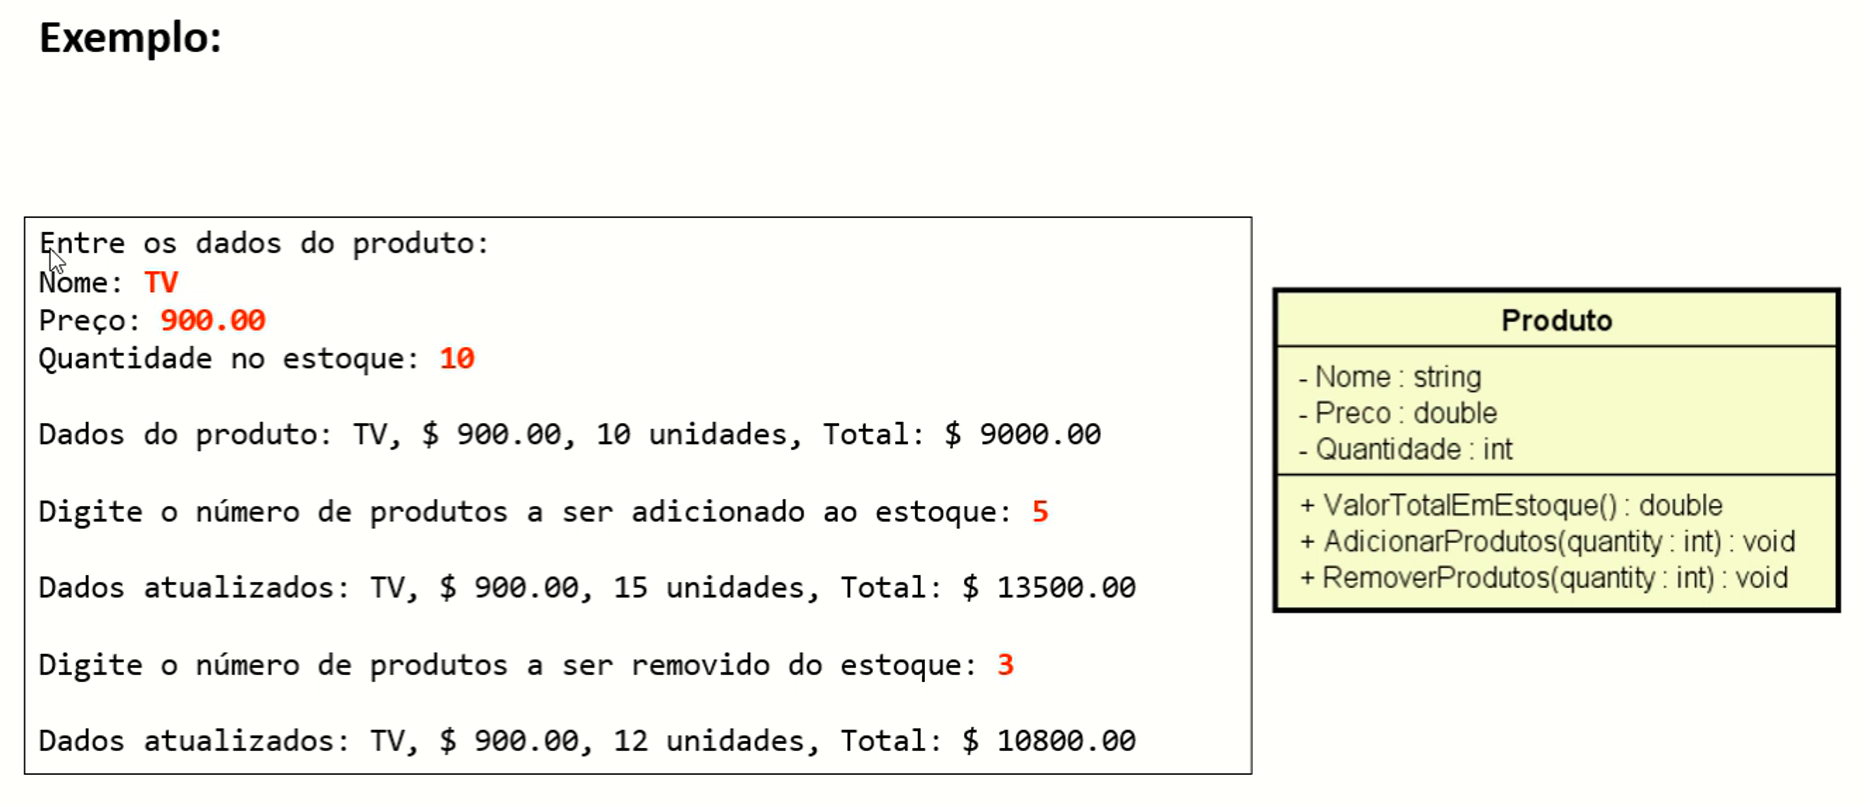 Exemplo:
Entre os dados do produto:
Nome: TV
Preço: 900.00
Quantidade no estoque: 10
Dados do produto: TV, $ 900.00, 10 unidades, Total: $ 9000.00
Digite o número de produtos a ser adicionado ao estoque: 5
Dados atualizados: TV, $ 900.00, 15 unidades, Total: $ 13500.00
Digite o número de produtos a ser removido do estoque: 3
Dados atualizados: TV, $ 900.00, 12 unidades, Total: $ 10800.00
Produto
- Nome : string
- Preco : double
- Quantidade : int
+ ValorTotalEmEstoque() : double
+ AdicionarProdutos(quantity : int) : void
+ RemoverProdutos(quantity : int) : void